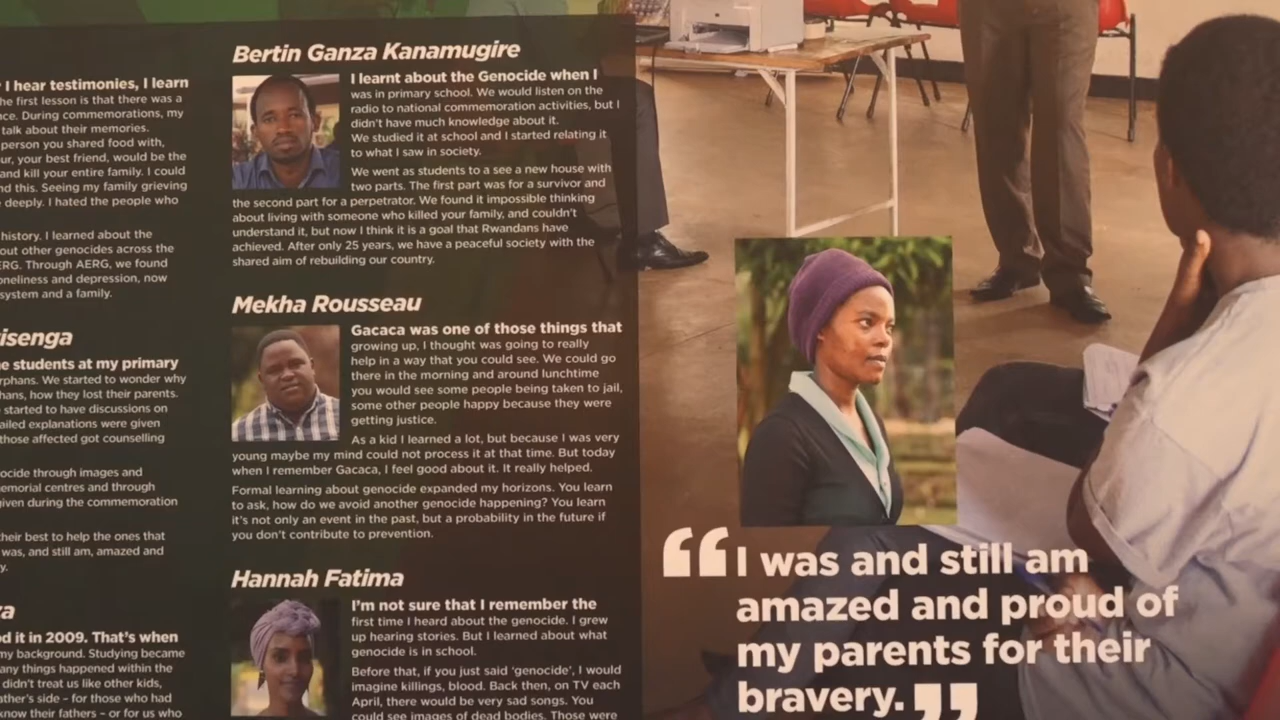 I hear testimonies, I learn
he first lesson is that there was a
ce. During commemorations, my
talk about their memories.
person you shared food with,
ur, your best friend, would be the
and kill your entire family. I could
nd this. Seeing my family grieving
deeply. I hated the people who
history. I learned about the
out other genocides across the
ERG. Through AERG, we found
oneliness and depression, now
system and a family.
isenga
e students at my primary
rphans. We started to wonder why
hans, how they lost their parents.
started to have discussions on
ailed explanations were given
those affected got counselling
ocide through images and
emorial centres and through
given during the commemoration
their best to help the ones that
was, and still am, amazed and
y.
za
d it in 2009. That's when
my background. Studying became
any things happened within the
didn't treat us like other kids,
ather's side – for those who had
know their fathers – or for us who
Bertin Ganza Kanamugire
I learnt about the Genocide when I
was in primary school. We would listen on the
radio to national commemoration activities, but I
didn't have much knowledge about it.
We studied it at school and I started relating it
to what I saw in society.
We went as students to see a new house with
two parts. The first part was for a survivor and
the second part for a perpetrator. We found it impossible thinking
about living with someone who killed your family, and couldn't
understand it, but now I think it is a goal that Rwandans have
achieved. After only 25 years, we have a peaceful society with the
shared aim of rebuilding our country.
Mekha Rousseau
Gacaca was one of those things that
growing up, I thought was going to really
help in a way that you could see. We could go
there in the morning and around lunchtime
you would see some people being taken to jail,
some other people happy because they were
getting justice.
As a kid I learned a lot, but because I was very
young maybe my mind could not process it at that time. But today
when I remember Gacaca, I feel good about it. It really helped.
Formal learning about genocide expanded my horizons. You learn
to ask, how do we avoid another genocide happening? You learn
it's not only an event in the past, but a probability in the future if
you don't contribute to prevention.
Hannah Fatima
I'm not sure that I remember the
first time I heard about the genocide. I grew
up hearing stories. But I learned about what
genocide is in school.
Before that, if you just said 'genocide', I would
imagine killings, blood. Back then, on TV each
April, there would be very sad songs. You
could see images of dead bodies. Those were
“I was and still am
amazed and proud of
my parents for their
bravery.”